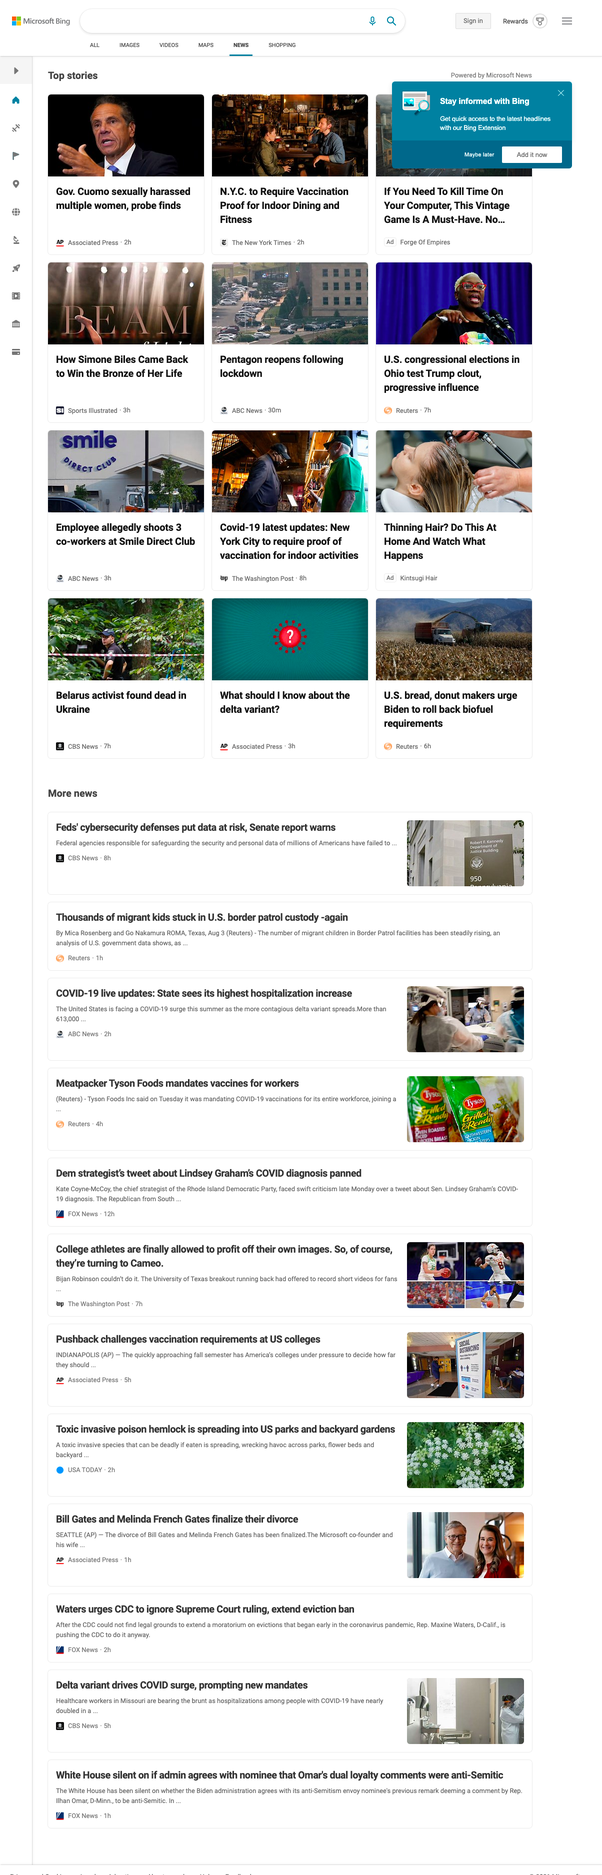 Microsoft Bing
Sign in
Rewards
ALL
IMAGES
VIDEOS
MAPS
NEWS
SHOPPING
Top stories
Powered by Microsoft News
Stay informed with Bing
Get quick access to the latest headlines
with our Bing Extension
Maybe later
Add it now
Gov. Cuomo sexually harassed
multiple women, probe finds
AP Associated Press · 2h
N.Y.C. to Require Vaccination
Proof for Indoor Dining and
Fitness
The New York Times · 2h
If You Need To Kill Time On
Your Computer, This Vintage
Game Is A Must-Have. No...
Ad Forge Of Empires
BEAM
How Simone Biles Came Back
to Win the Bronze of Her Life
Sports Illustrated · 3h
Pentagon reopens following
lockdown
ABC News · 30m
U.S. congressional elections in
Ohio test Trump clout,
progressive influence
Reuters · 7h
smile
DIRECT CLUB
Employee allegedly shoots 3
co-workers at Smile Direct Club
ABC News · 3h
Covid-19 latest updates: New
York City to require proof of
vaccination for indoor activities
wp The Washington Post · 8h
Thinning Hair? Do This At
Home And Watch What
Happens
Ad Kintsugi Hair
Belarus activist found dead in
Ukraine
CBS News · 7h
?
What should I know about the
delta variant?
AP Associated Press · 3h
U.S. bread, donut makers urge
Biden to roll back biofuel
requirements
Reuters · 6h
More news
Feds' cybersecurity defenses put data at risk, Senate report warns
Federal agencies responsible for safeguarding the security and personal data of millions of Americans have failed to ...
CBS News · 8h
Robert F. Kennedy
Department of
Justice Building
950
Thousands of migrant kids stuck in U.S. border patrol custody -again
By Mica Rosenberg and Go Nakamura ROMA, Texas, Aug 3 (Reuters) - The number of migrant children in Border Patrol facilities has been steadily rising, an
analysis of U.S. government data shows, as ...
Reuters · 1h
COVID-19 live updates: State sees its highest hospitalization increase
The United States is facing a COVID-19 surge this summer as the more contagious delta variant spreads.More than
613,000 ...
ABC News · 2h
Meatpacker Tyson Foods mandates vaccines for workers
(Reuters) - Tyson Foods Inc said on Tuesday it was mandating COVID-19 vaccinations for its entire workforce, joining a
...
Reuters · 4h
Tyson
Tyson
Grilled
& Ready
Dem strategist's tweet about Lindsey Graham's COVID diagnosis panned
Kate Coyne-McCoy, the chief strategist of the Rhode Island Democratic Party, faced swift criticism late Monday over a tweet about Sen. Lindsey Graham's COVID-
19 diagnosis. The Republican from South ...
FOX News · 12h
College athletes are finally allowed to profit off their own images. So, of course,
they're turning to Cameo.
Bijan Robinson couldn't do it. The University of Texas breakout running back had offered to record short videos for fans
...
wp The Washington Post · 7h
Pushback challenges vaccination requirements at US colleges
INDIANAPOLIS (AP) — The quickly approaching fall semester has America's colleges under pressure to decide how far
they should ...
AP Associated Press · 5h
SOCIAL
DISTANCING
Toxic invasive poison hemlock is spreading into US parks and backyard gardens
A toxic invasive species that can be deadly if eaten is spreading, wrecking havoc across parks, flower beds and
backyard ...
USA TODAY · 2h
Bill Gates and Melinda French Gates finalize their divorce
SEATTLE (AP) — The divorce of Bill Gates and Melinda French Gates has been finalized.The Microsoft co-founder and
his wife ...
AP Associated Press · 1h
Waters urges CDC to ignore Supreme Court ruling, extend eviction ban
After the CDC could not find legal grounds to extend a moratorium on evictions that began early in the coronavirus pandemic, Rep. Maxine Waters, D-Calif., is
pushing the CDC to do it anyway.
FOX News · 2h
Delta variant drives COVID surge, prompting new mandates
Healthcare workers in Missouri are bearing the brunt as hospitalizations among people with COVID-19 have nearly
doubled in a ...
CBS News · 5h
White House silent on if admin agrees with nominee that Omar's dual loyalty comments were anti-Semitic
The White House has been silent on whether the Biden administration agrees with its anti-Semitism envoy nominee's previous remark deeming a comment by Rep.
Ilhan Omar, D-Minn., to be anti-Semitic. In ...
FOX News · 1h